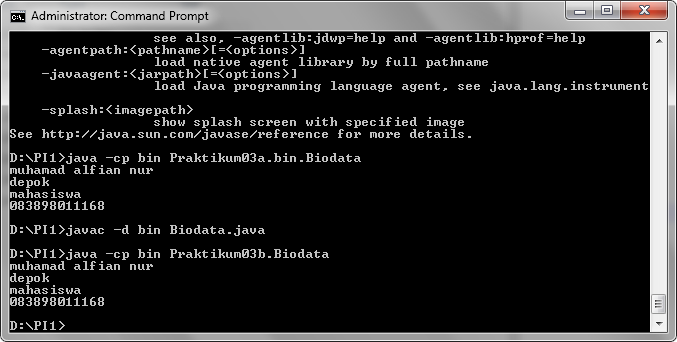 Administrator: Command Prompt
see also, -agentlib:jdwp=help and -agentlib:hprof=help
-agentpath:<pathname>[=<options>]
load native agent library by full pathname
-javaagent:<jarpath>[=<options>]
load Java programming language agent, see java.lang.instrument
-splash:<imagepath>
show splash screen with specified image
See http://java.sun.com/javase/reference for more details.
D:\PI1>java -cp bin Praktikum03a.bin.Biodata
muhamad alfian nur
depok
mahasiswa
083898011168
D:\PI1>javac -d bin Biodata.java
D:\PI1>java -cp bin Praktikum03b.Biodata
muhamad alfian nur
depok
mahasiswa
083898011168
D:\PI1>